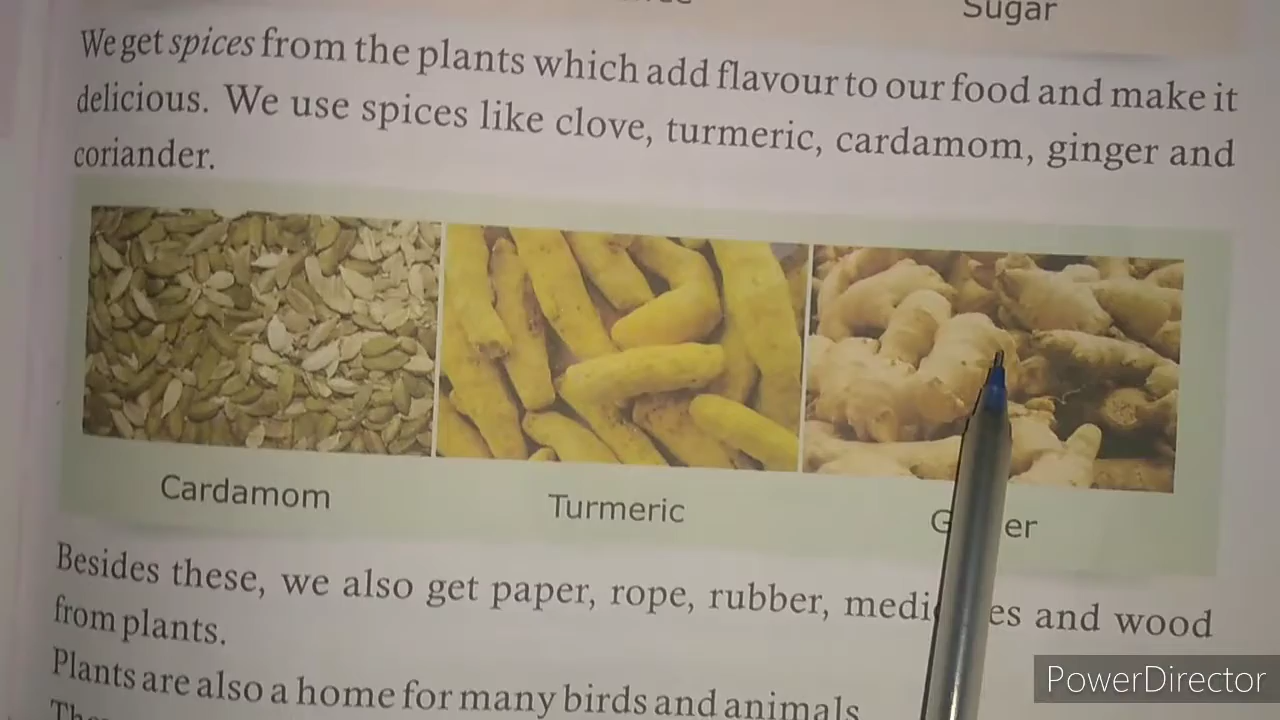 Sugar
We get spices from the plants which add flavour to our food and make it
delicious. We use spices like clove, turmeric, cardamom, ginger and
coriander.
Cardamom
Turmeric
G er
Besides these, we also get paper, rope, rubber, medi es and wood
from plants.
Plants are also a home for many birds and animals
PowerDirector